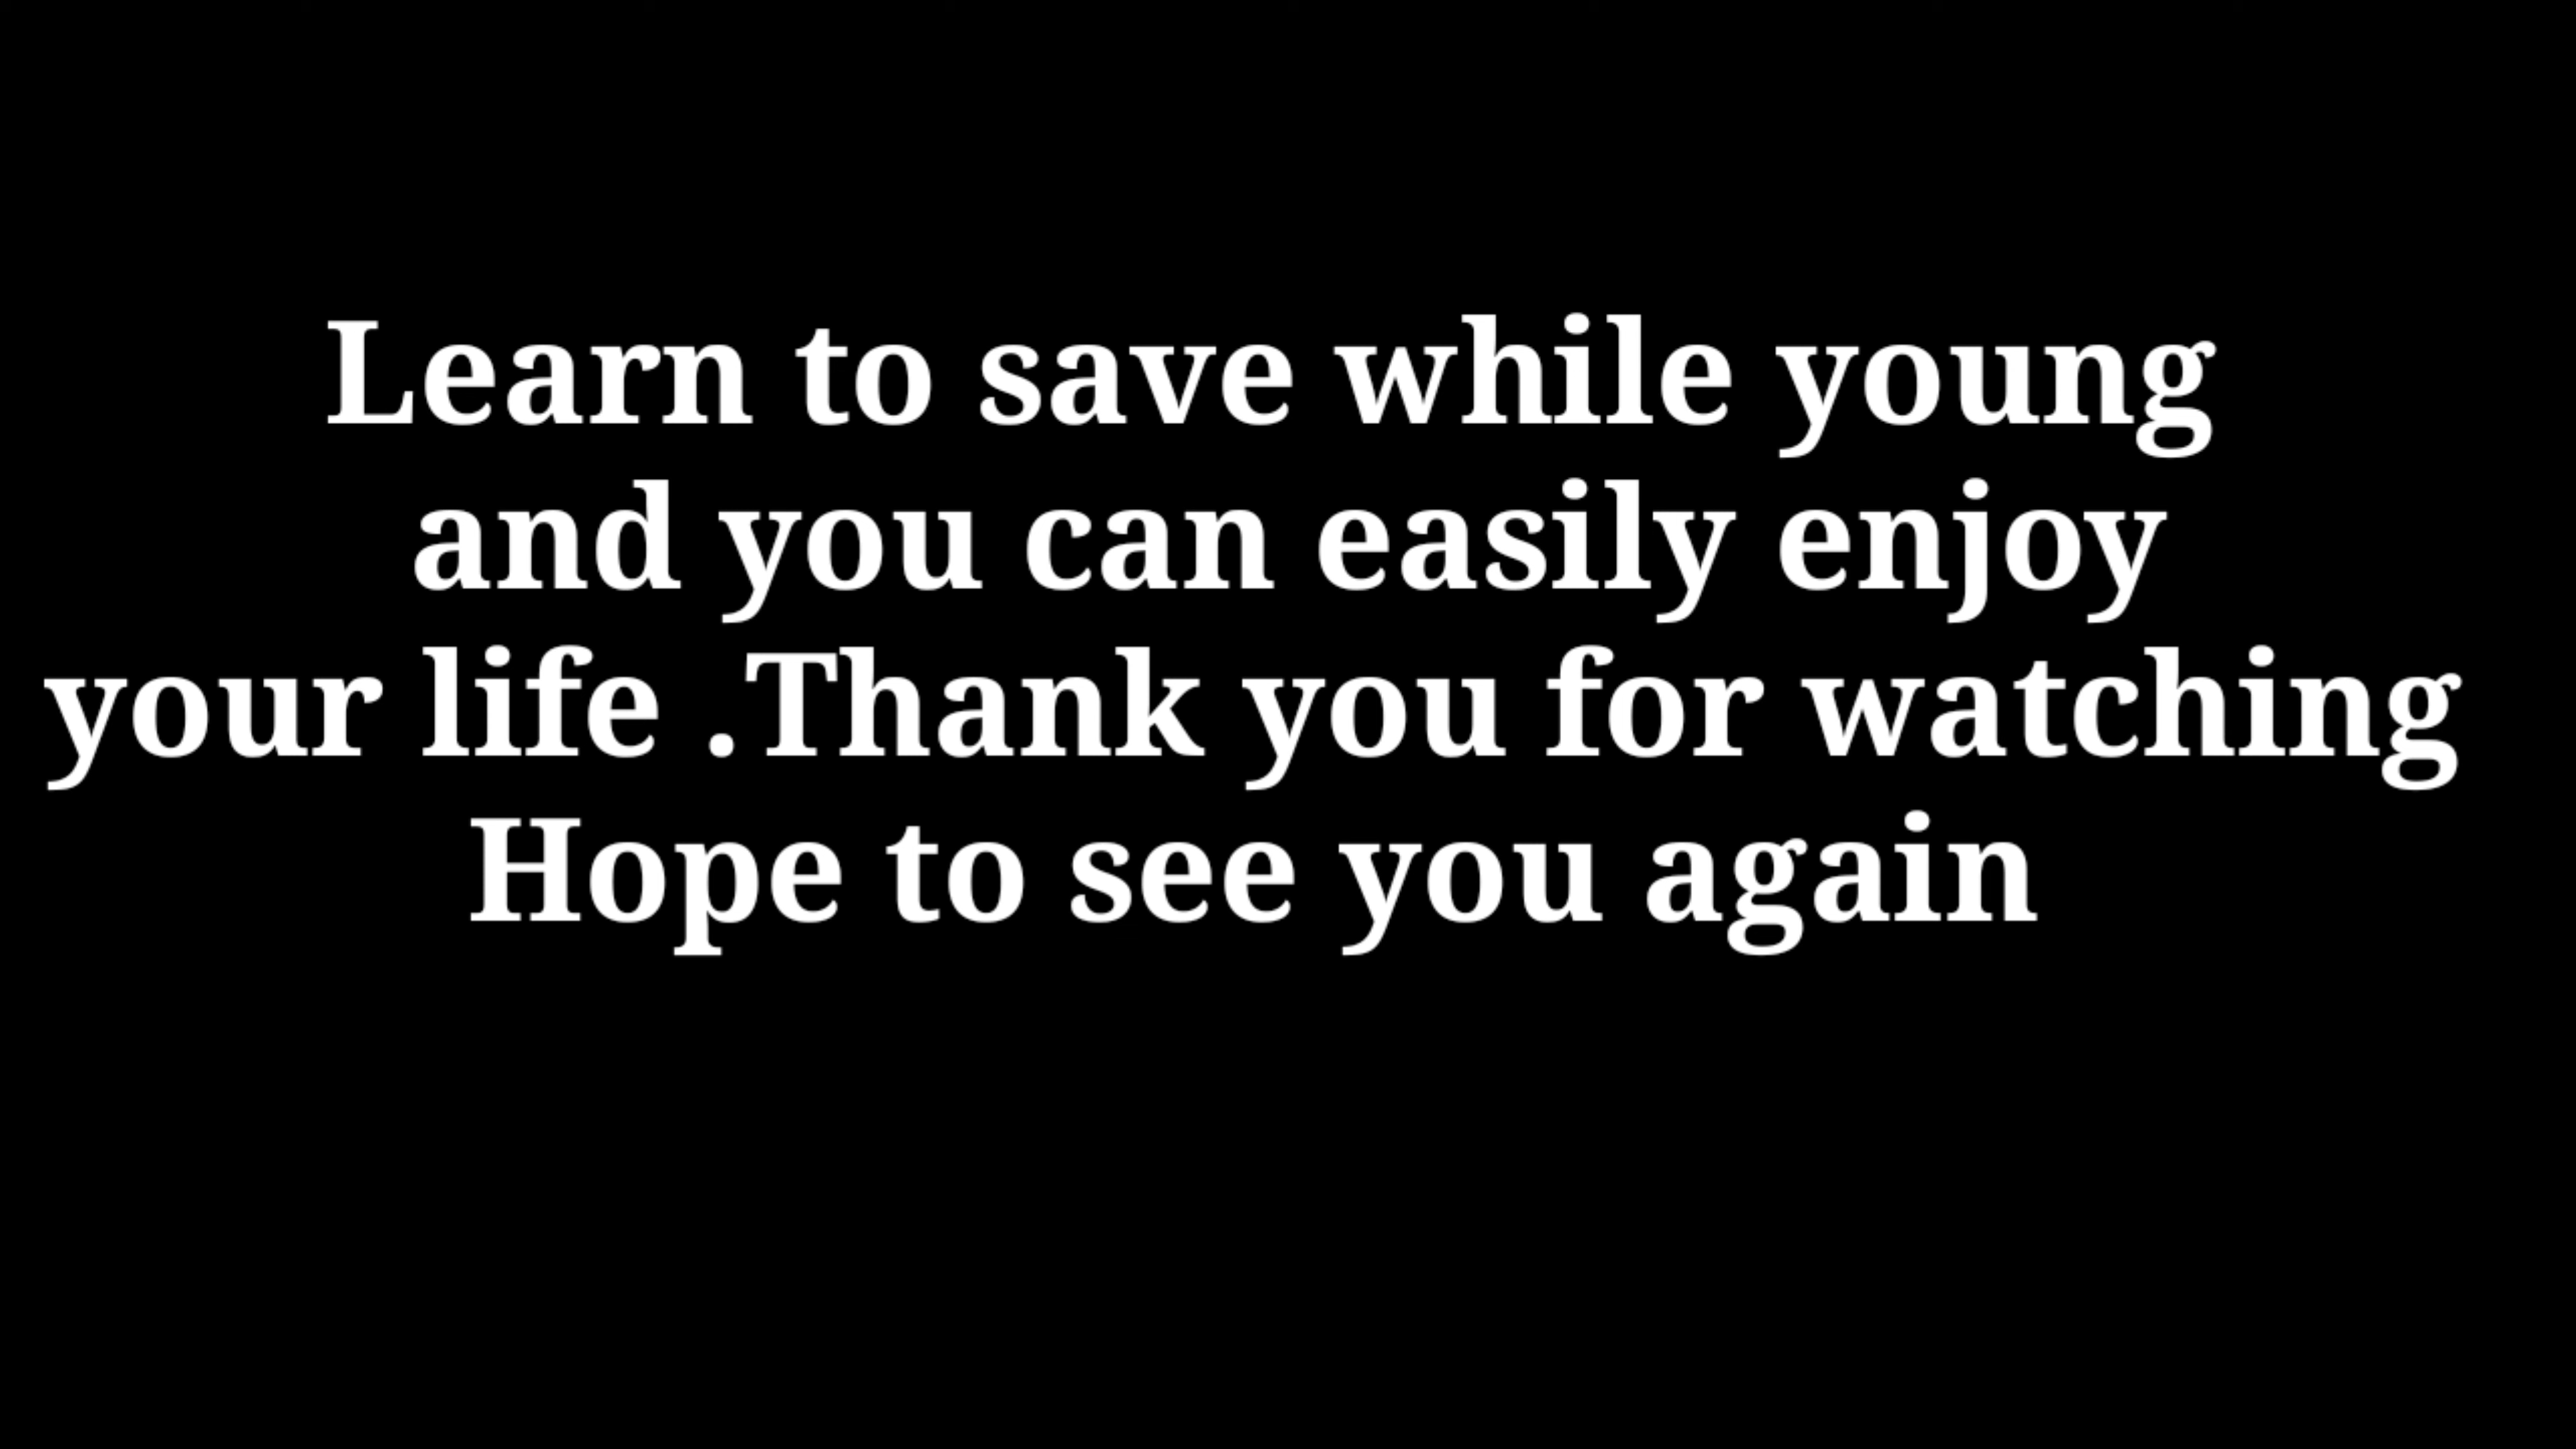 Learn to save while young
and you can easily enjoy
your life .Thank you for watching
Hope to see you again